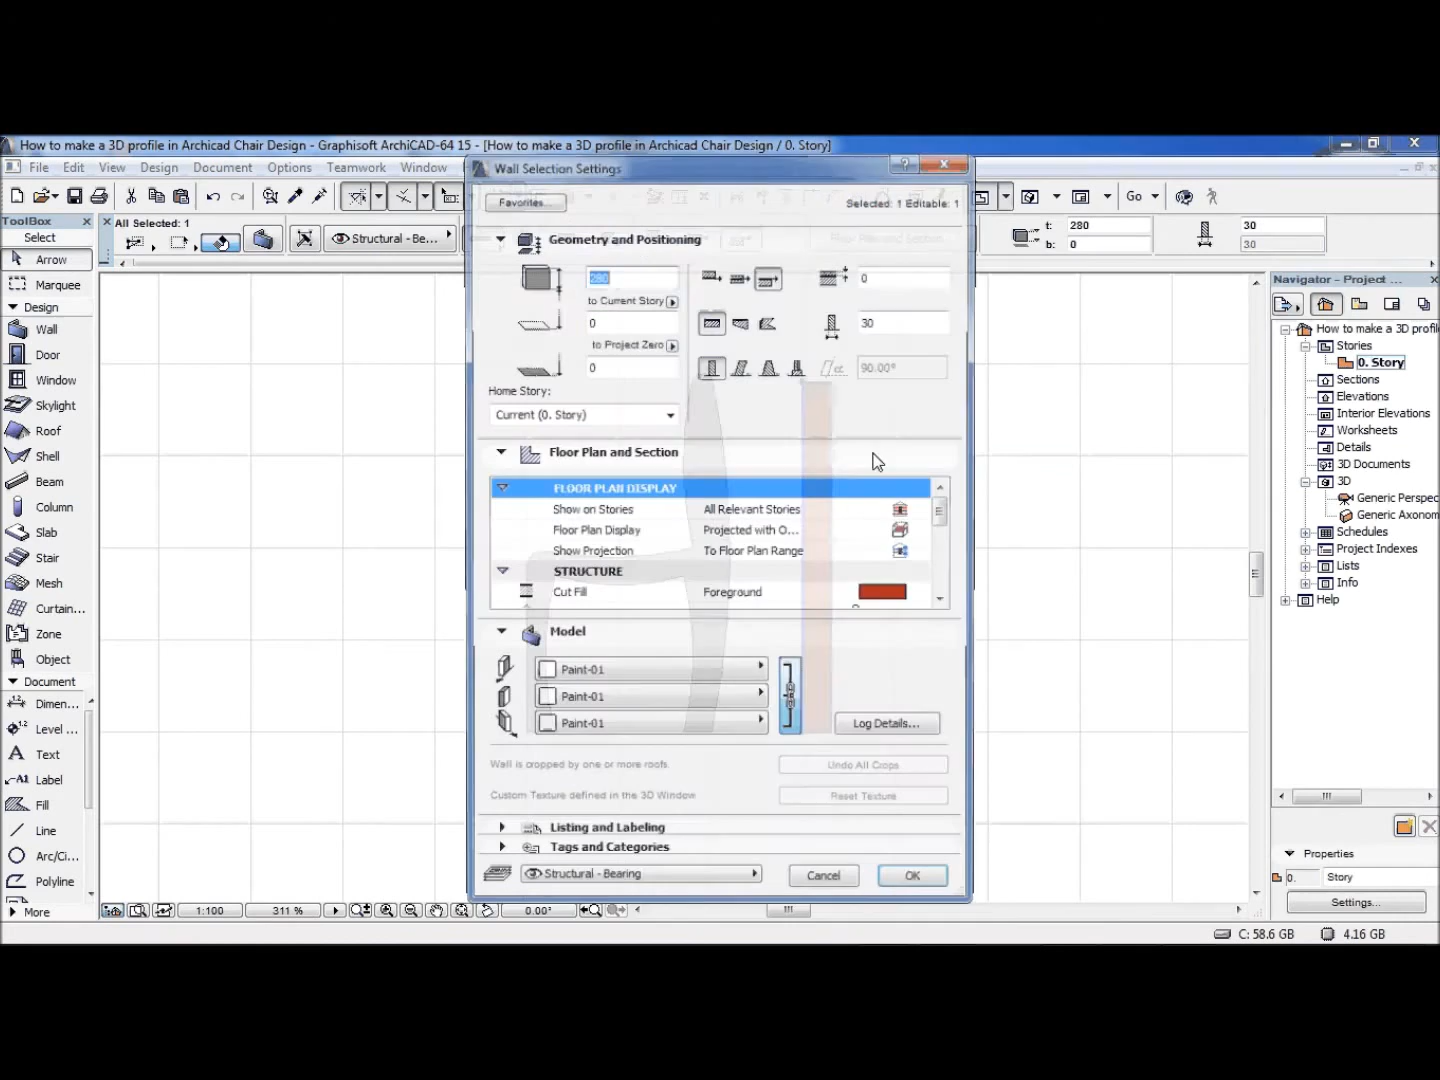 How to make a 3D profile in Archicad Chair Design - Graphisoft ArchiCAD-64 15 - [How to make a 3D profile in Archicad Chair Design / 0. Story]
File Edit View Design Document Options Teamwork Window
Wall Selection Settings
Go
ToolBox
Select
Arrow
Marquee
Design
Wall
Door
Window
Skylight
Roof
Shell
Beam
Column
Slab
Stair
Mesh
Curtain...
Zone
Object
Document
Dimen...
Level ...
Text
Label
Fill
Line
Arc/Ci...
Polyline
More
All Selected: 1
Structural - Be...
t: 280
b: 0
30
30
Favorites...
Selected: 1 Editable: 1
Geometry and Positioning
280
0
to Current Story
0
30
to Project Zero
0
90.00°
Home Story:
Current (0. Story)
Floor Plan and Section
FLOOR PLAN DISPLAY
Show on Stories All Relevant Stories
Floor Plan Display Projected with O...
Show Projection To Floor Plan Range
STRUCTURE
Cut Fill Foreground
Model
Paint-01
Paint-01
Paint-01
Log Details...
Wall is cropped by one or more roofs.
Undo All Crops
Custom Texture defined in the 3D Window
Reset Texture
Listing and Labeling
Tags and Categories
Structural - Bearing
Cancel
OK
Navigator - Project ...
How to make a 3D profil
Stories
0. Story
Sections
Elevations
Interior Elevations
Worksheets
Details
3D Documents
3D
Generic Perspec
Generic Axonom
Schedules
Project Indexes
Lists
Info
Help
Properties
0. Story
Settings...
1:100
311 %
0.00°
C: 58.6 GB
4.16 GB